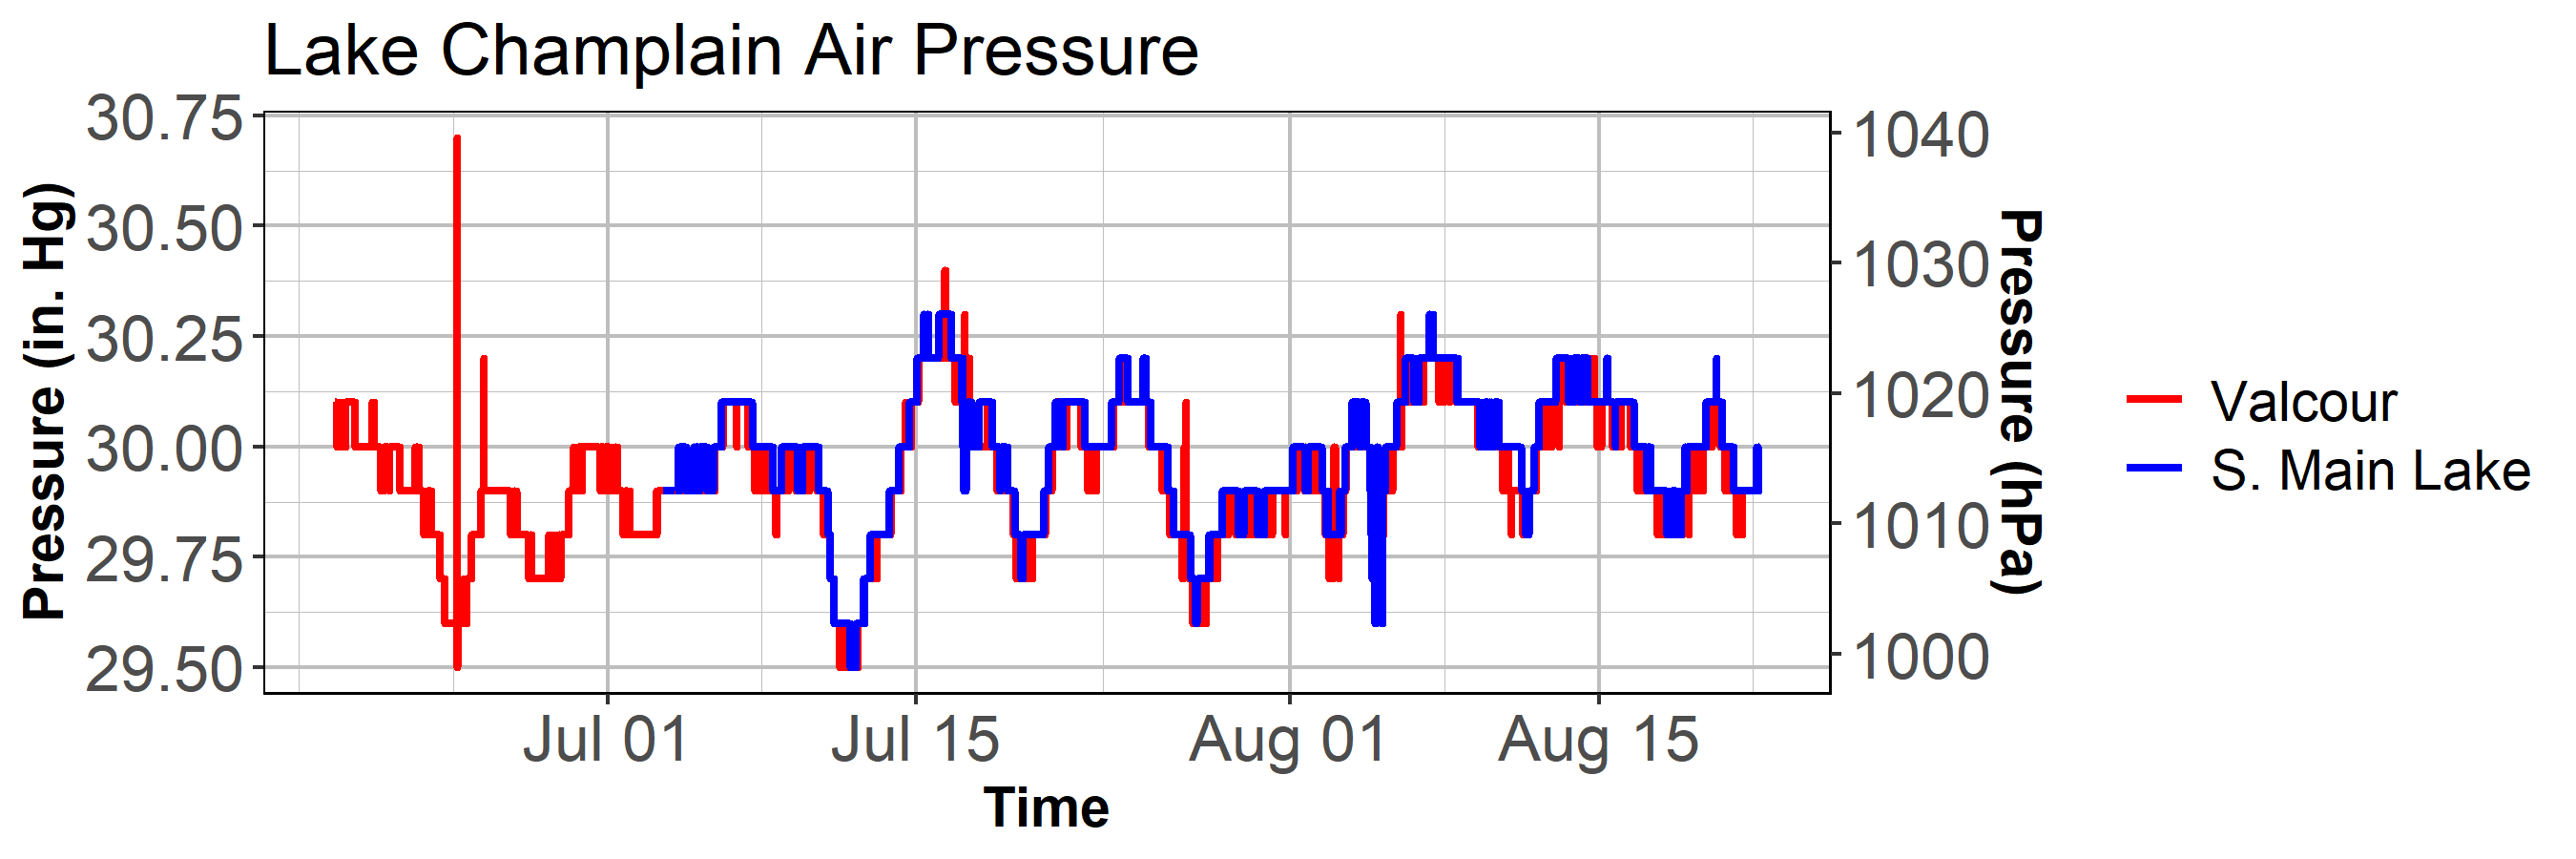 Lake Champlain Air Pressure
Pressure (in. Hg)
30.75
30.50
30.25
30.00
29.75
29.50
1040
1030
1020
1010
1000
Pressure (hPa)
Valcour
S. Main Lake
Jul 01
Jul 15
Aug 01
Aug 15
Time